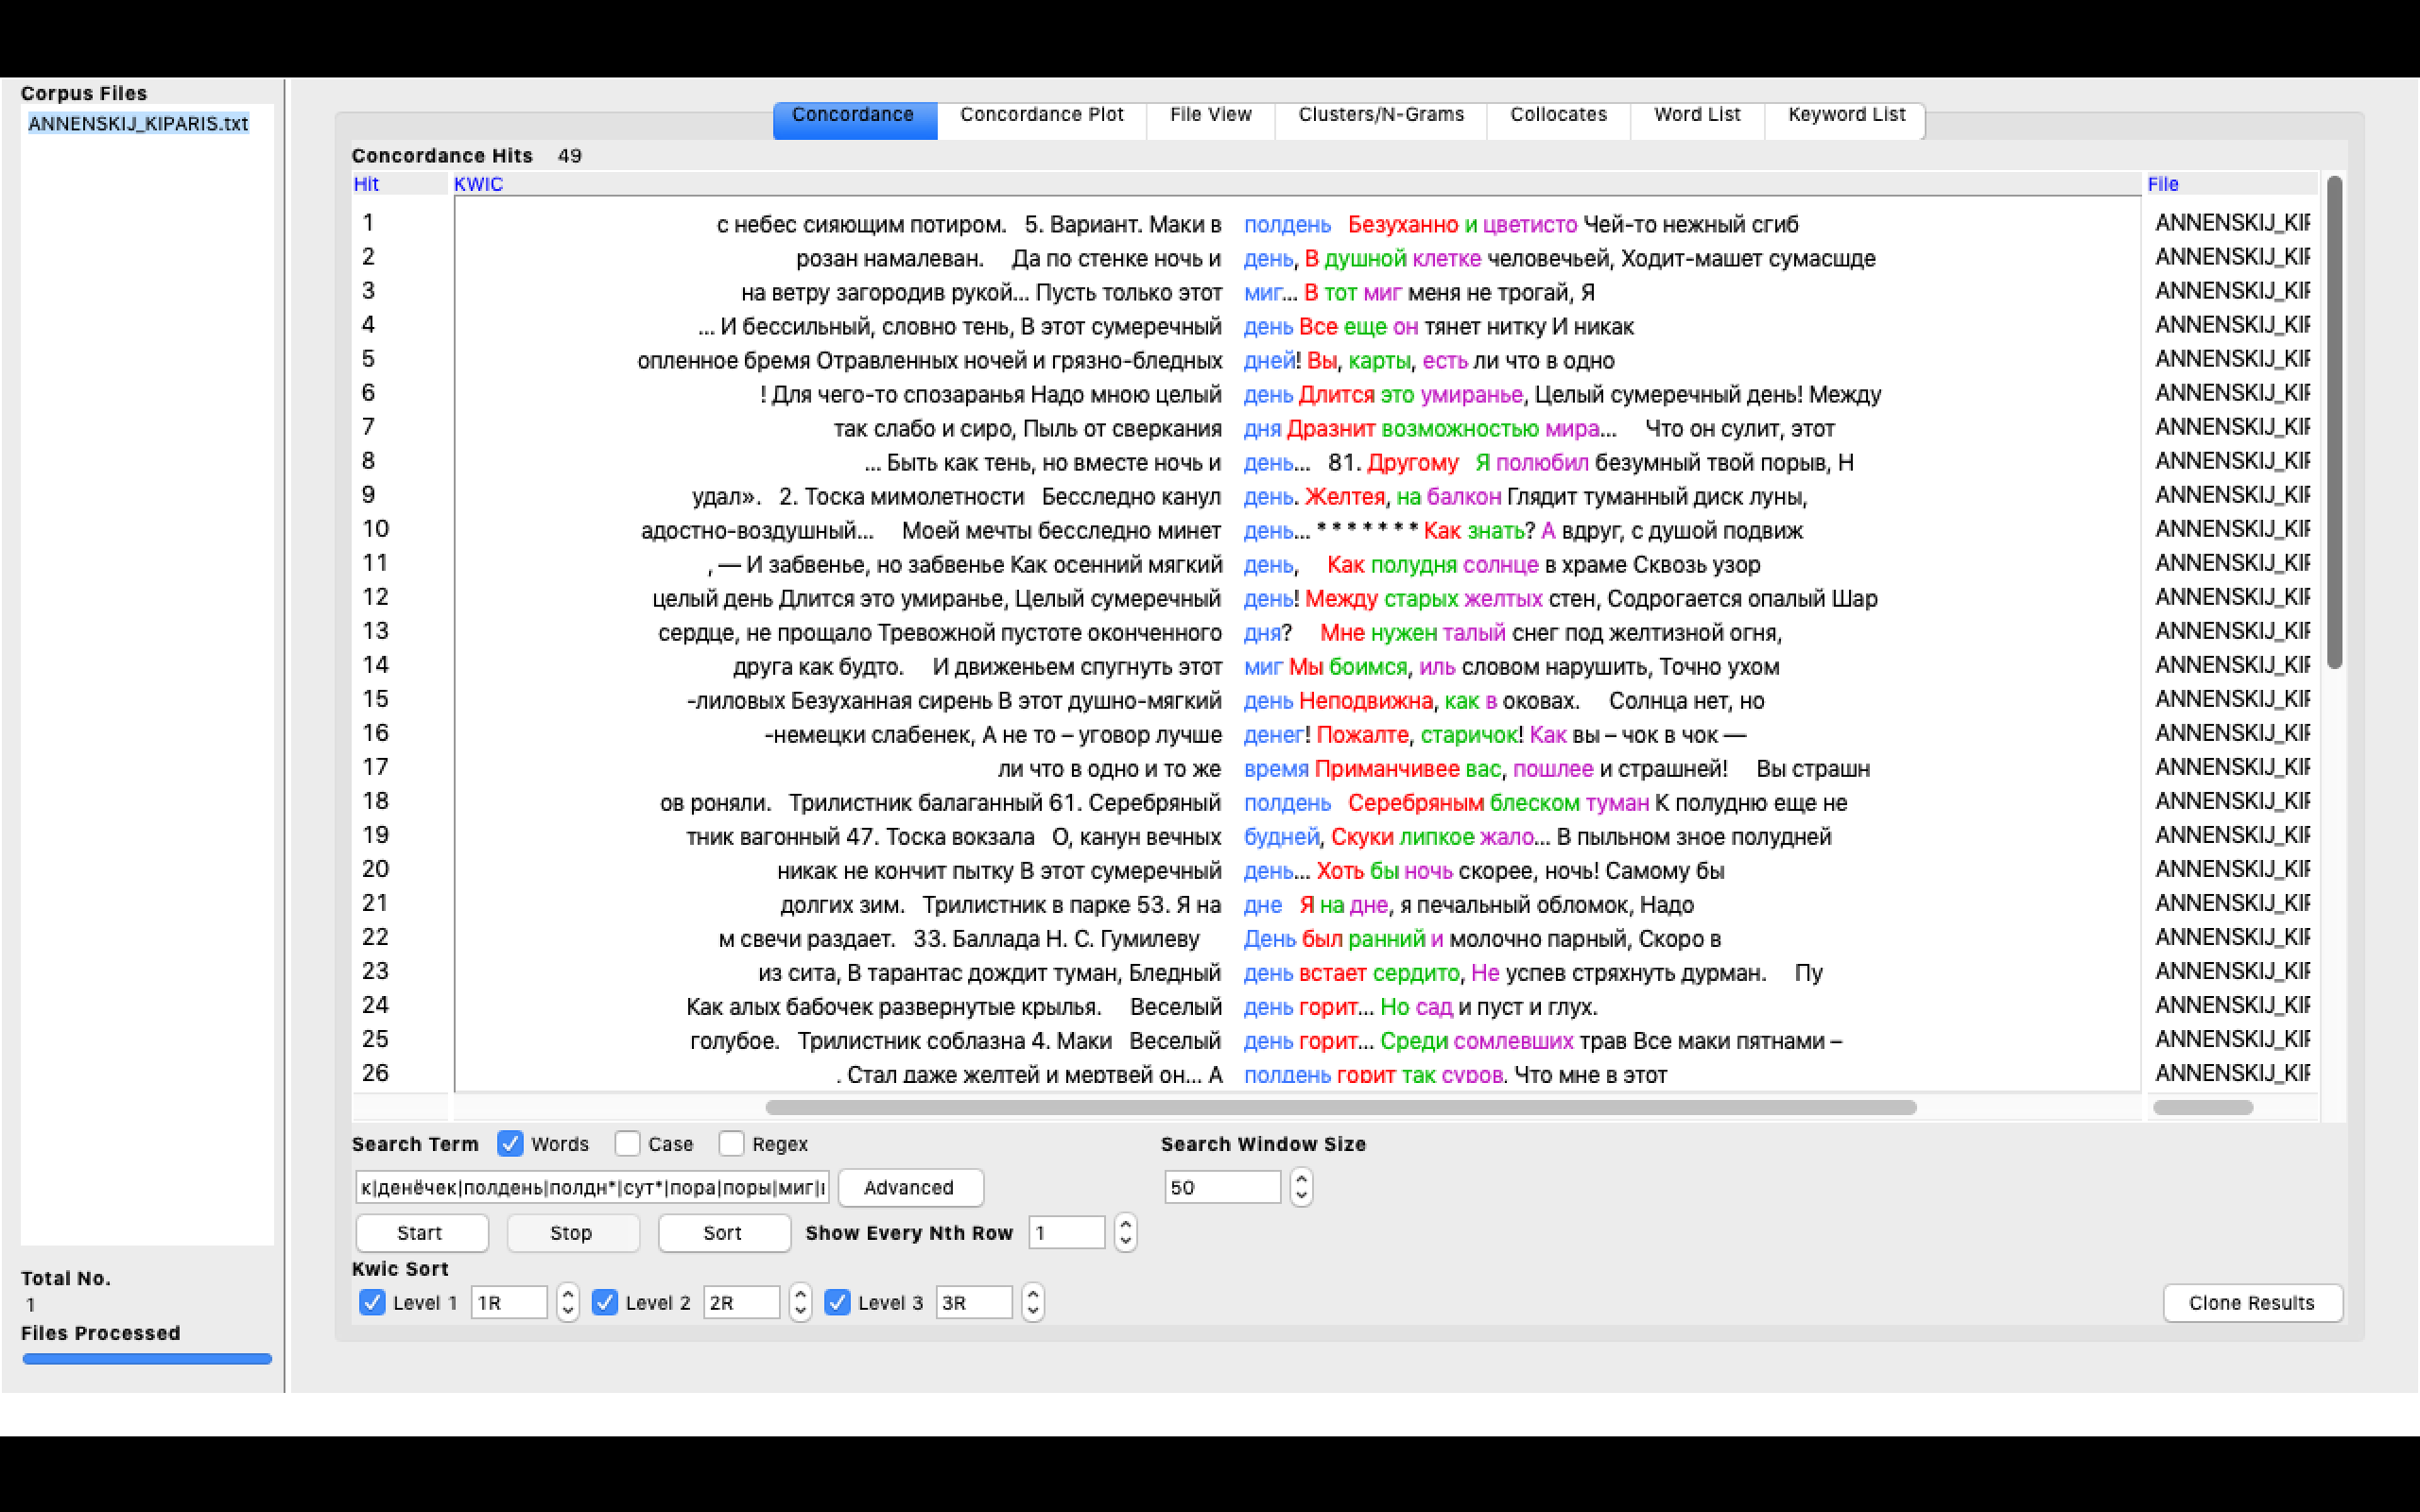 Corpus Files
ANNENSKIJ_KIPARIS.txt
Concordance Concordance Plot File View Clusters/N-Grams Collocates Word List Keyword List
Concordance Hits 49
Hit KWIC File
1 с небес сияющим потиром. 5. Вариант. Маки в полдень Безуханно и цветисто Чей-то нежный сгиб ANNENSKIJ_KIF
2 розан намалеван. Да по стенке ночь и день, В душной клетке человечьей, Ходит-машет сумасшде ANNENSKIJ_KIF
3 на ветру загородив рукой... Пусть только этот миг... В тот миг меня не трогай, Я ANNENSKIJ_KIF
4 ... И бессильный, словно тень, В этот сумеречный день Все еще он тянет нитку И никак ANNENSKIJ_KIF
5 опленное бремя Отравленных ночей и грязно-бледных дней! Вы, карты, есть ли что в одно ANNENSKIJ_KIF
6 ! Для чего-то спозаранья Надо мною целый день Длится это умиранье, Целый сумеречный день! Между ANNENSKIJ_KIF
7 так слабо и сиро, Пыль от сверкания дня Дразнит возможностью мира... Что он сулит, этот ANNENSKIJ_KIF
8 ... Быть как тень, но вместе ночь и день... 81. Другому Я полюбил безумный твой порыв, Н ANNENSKIJ_KIF
9 удал». 2. Тоска мимолетности Бесследно канул день. Желтея, на балкон Глядит туманный диск луны, ANNENSKIJ_KIF
10 адостно-воздушный... Моей мечты бесследно минет день... * * * * * * * Как знать? А вдруг, с душой подвиж ANNENSKIJ_KIF
11 , — И забвенье, но забвенье Как осенний мягкий день, Как полудня солнце в храме Сквозь узор ANNENSKIJ_KIF
12 целый день Длится это умиранье, Целый сумеречный день! Между старых желтых стен, Содрогается опалый Шар ANNENSKIJ_KIF
13 сердце, не прощало Тревожной пустоте оконченного дня? Мне нужен талый снег под желтизной огня, ANNENSKIJ_KIF
14 друга как будто. И движеньем спугнуть этот миг Мы боимся, иль словом нарушить, Точно ухом ANNENSKIJ_KIF
15 -лиловых Безуханная сирень В этот душно-мягкий день Неподвижна, как в оковах. Солнца нет, но ANNENSKIJ_KIF
16 -немецки слабенек, А не то – уговор лучше денег! Пожалте, старичок! Как вы – чок в чок — ANNENSKIJ_KIF
17 ли что в одно и то же время Приманчивее вас, пошлее и страшней! Вы страшн ANNENSKIJ_KIF
18 ов роняли. Трилистник балаганный 61. Серебряный полдень Серебряным блеском туман К полудню еще не ANNENSKIJ_KIF
19 тник вагонный 47. Тоска вокзала О, канун вечных будней, Скуки липкое жало... В пыльном зное полудней ANNENSKIJ_KIF
20 никак не кончит пытку В этот сумеречный день... Хоть бы ночь скорее, ночь! Самому бы ANNENSKIJ_KIF
21 долгих зим. Трилистник в парке 53. Я на дне Я на дне, я печальный обломок, Надо ANNENSKIJ_KIF
22 м свечи раздает. 33. Баллада Н. С. Гумилеву День был ранний и молочно парный, Скоро в ANNENSKIJ_KIF
23 из сита, В тарантас дождит туман, Бледный день встает сердито, Не успев стряхнуть дурман. Пу ANNENSKIJ_KIF
24 Как алых бабочек развернутые крылья. Веселый день горит... Но сад и пуст и глух. ANNENSKIJ_KIF
25 голубое. Трилистник соблазна 4. Маки Веселый день горит... Среди сомлевших трав Все маки пятнами – ANNENSKIJ_KIF
26 . Стал даже желтей и мертвей он... А полдень горит так суров. Что мне в этот ANNENSKIJ_KIF
Search Term Words Case Regex Search Window Size
к|денёчек|полдень|полдн*|сут*|пора|поры|миг| Advanced 50
Start Stop Sort Show Every Nth Row 1
Kwic Sort
Level 1 1R Level 2 2R Level 3 3R Clone Results
Total No.
1
Files Processed